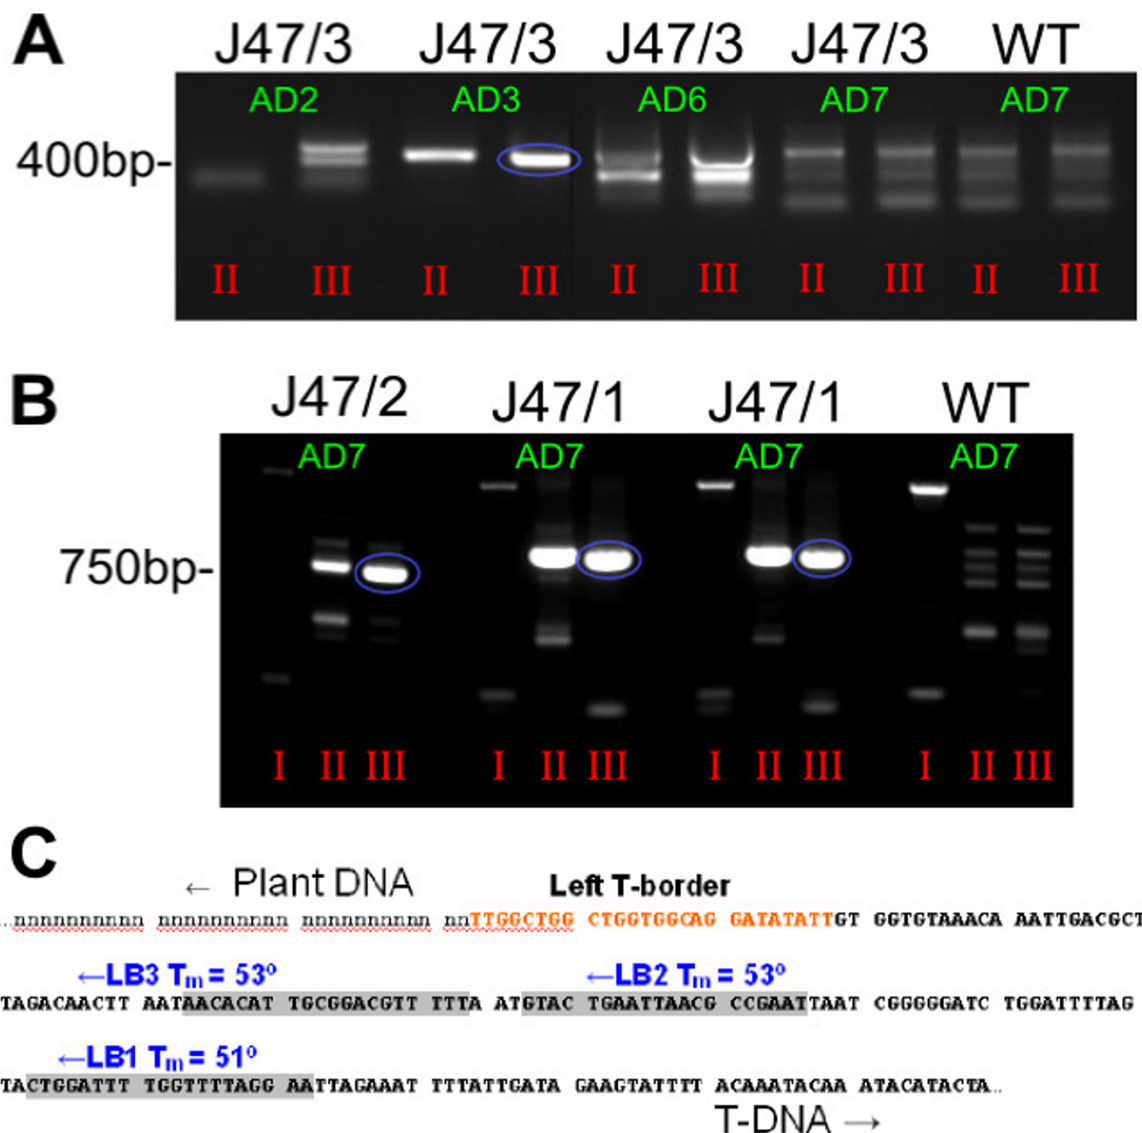 A
J47/3 J47/3 J47/3 J47/3 WT
AD2 AD3 AD6 AD7 AD7
400bp-
II III II III II III II III II III
B
J47/2 J47/1 J47/1 WT
AD7 AD7 AD7 AD7
750bp-
I II III I II III I II III I II III
C
← Plant DNA Left T-border
..nnnnnnnnnn nnnnnnnnnn nnnnnnnnnn nnTTGGCTGG CTGGTGGCAG GATATATTGT GGTGTAAACA AATTGACGCT
←LB3 Tm = 53º ←LB2 Tm = 53º
TAGACAACTT AATAACACAT TGCGGACGTT TTTA ATGTAC TGAATTAACG CCGAATTAAT CGGGGGATC TGGATTTTAG
←LB1 Tm = 51º
TACTGGATTT TGGTTTTAGG AATTAGAAAT TTTATTGATA GAAGTATTTT ACAAATACAA ATACATACTA..
T-DNA →